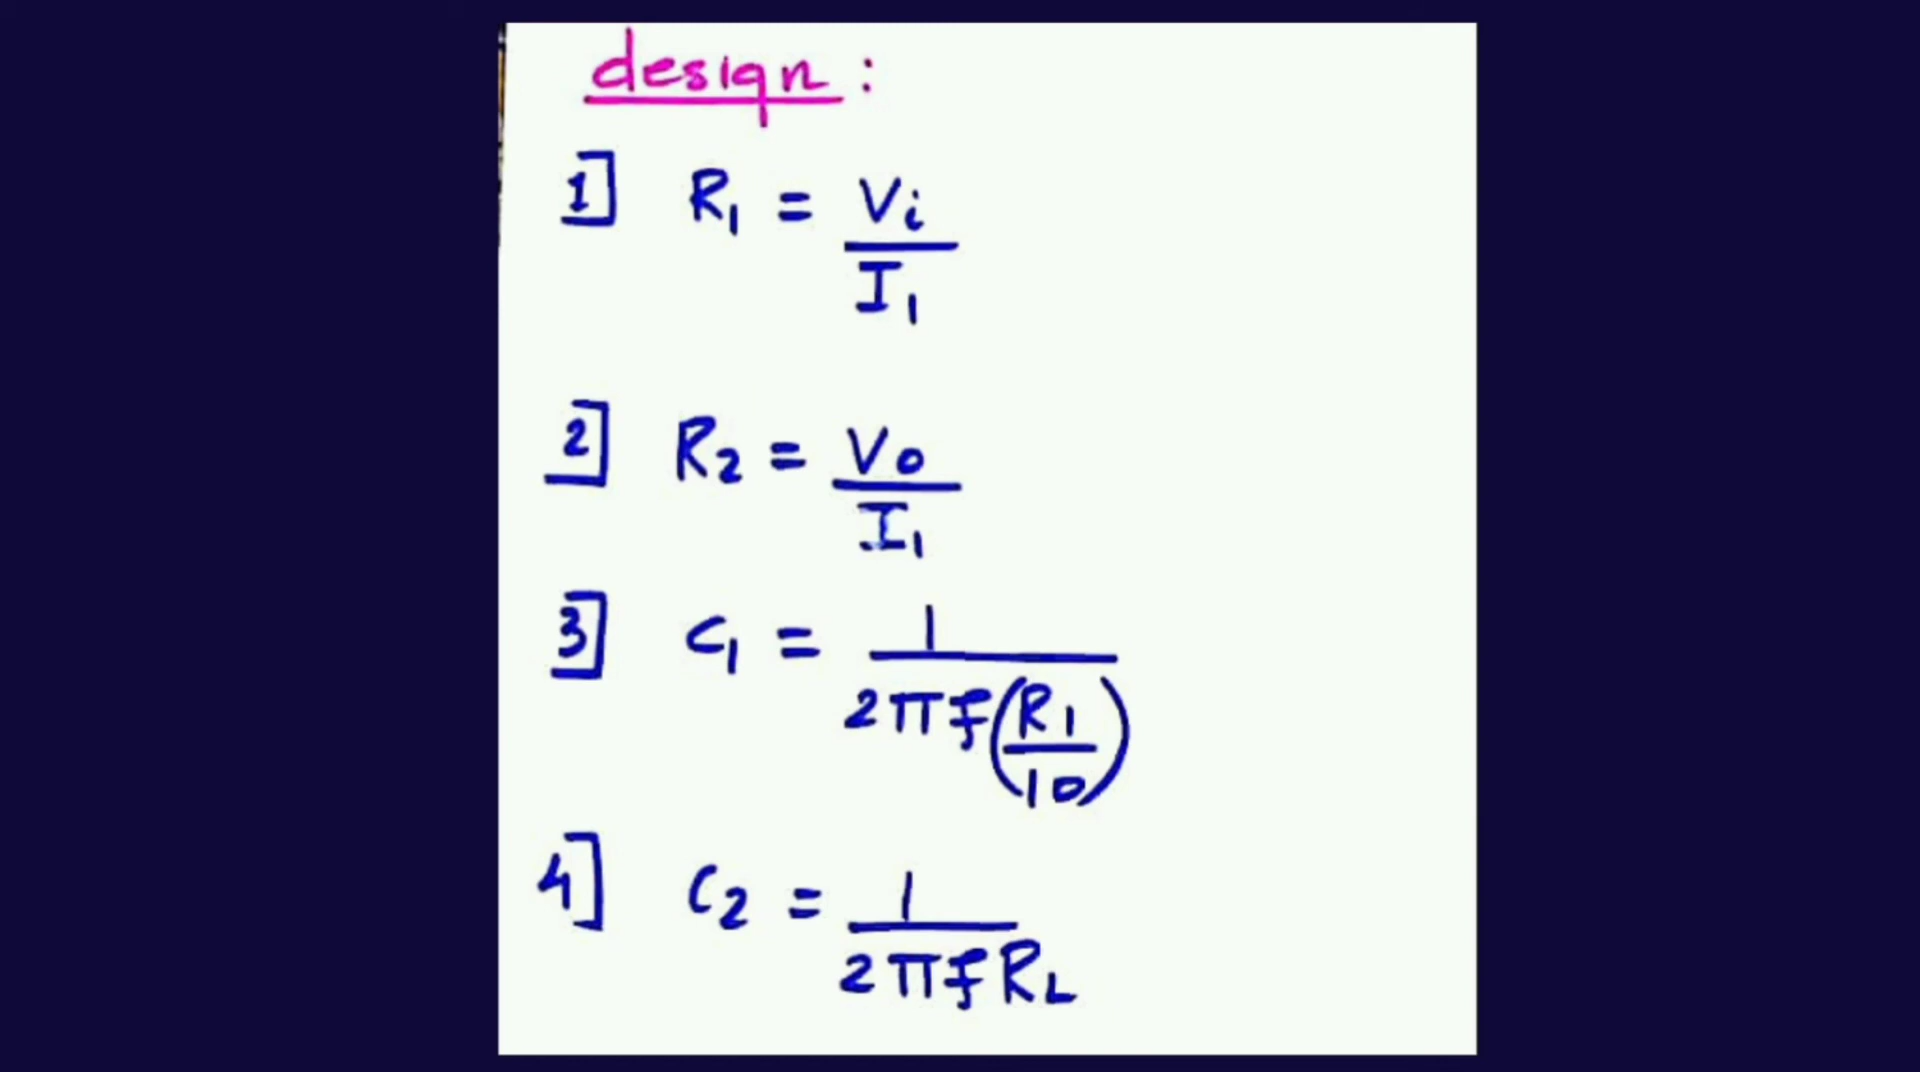 design :
1] R₁ = Vi / I₁
2] R₂ = Vo / I₁
3] C₁ = 1 / 2πf(R1/10)
4] C₂ = 1 / 2πfRL